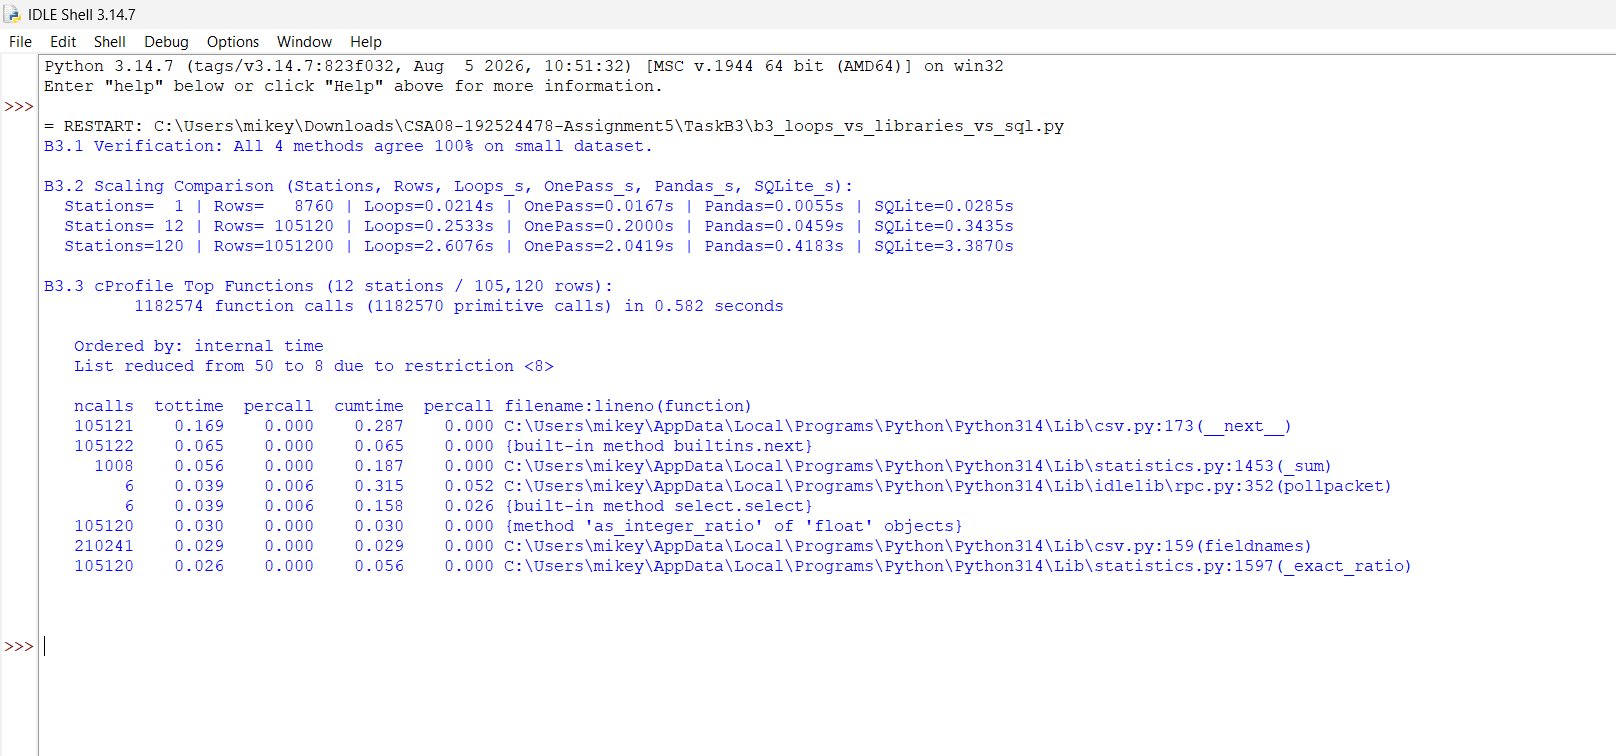 IDLE Shell 3.14.7
File Edit Shell Debug Options Window Help
Python 3.14.7 (tags/v3.14.7:823f032, Aug  5 2026, 10:51:32) [MSC v.1944 64 bit (AMD64)] on win32
Enter "help" below or click "Help" above for more information.
>>>
= RESTART: C:\Users\mikey\Downloads\CSA08-192524478-Assignment5\TaskB3\b3_loops_vs_libraries_vs_sql.py
B3.1 Verification: All 4 methods agree 100% on small dataset.
B3.2 Scaling Comparison (Stations, Rows, Loops_s, OnePass_s, Pandas_s, SQLite_s):
  Stations=  1 | Rows=   8760 | Loops=0.0214s | OnePass=0.0167s | Pandas=0.0055s | SQLite=0.0285s
  Stations= 12 | Rows= 105120 | Loops=0.2533s | OnePass=0.2000s | Pandas=0.0459s | SQLite=0.3435s
  Stations=120 | Rows=1051200 | Loops=2.6076s | OnePass=2.0419s | Pandas=0.4183s | SQLite=3.3870s
B3.3 cProfile Top Functions (12 stations / 105,120 rows):
         1182574 function calls (1182570 primitive calls) in 0.582 seconds
   Ordered by: internal time
   List reduced from 50 to 8 due to restriction <8>
   ncalls  tottime  percall  cumtime  percall filename:lineno(function)
   105121    0.169    0.000    0.287    0.000 C:\Users\mikey\AppData\Local\Programs\Python\Python314\Lib\csv.py:173(__next__)
   105122    0.065    0.000    0.065    0.000 {built-in method builtins.next}
     1008    0.056    0.000    0.187    0.000 C:\Users\mikey\AppData\Local\Programs\Python\Python314\Lib\statistics.py:1453(_sum)
        6    0.039    0.006    0.315    0.052 C:\Users\mikey\AppData\Local\Programs\Python\Python314\Lib\idlelib\rpc.py:352(pollpacket)
        6    0.039    0.006    0.158    0.026 {built-in method select.select}
   105120    0.030    0.000    0.030    0.000 {method 'as_integer_ratio' of 'float' objects}
   210241    0.029    0.000    0.029    0.000 C:\Users\mikey\AppData\Local\Programs\Python\Python314\Lib\csv.py:159(fieldnames)
   105120    0.026    0.000    0.056    0.000 C:\Users\mikey\AppData\Local\Programs\Python\Python314\Lib\statistics.py:1597(_exact_ratio)
>>>